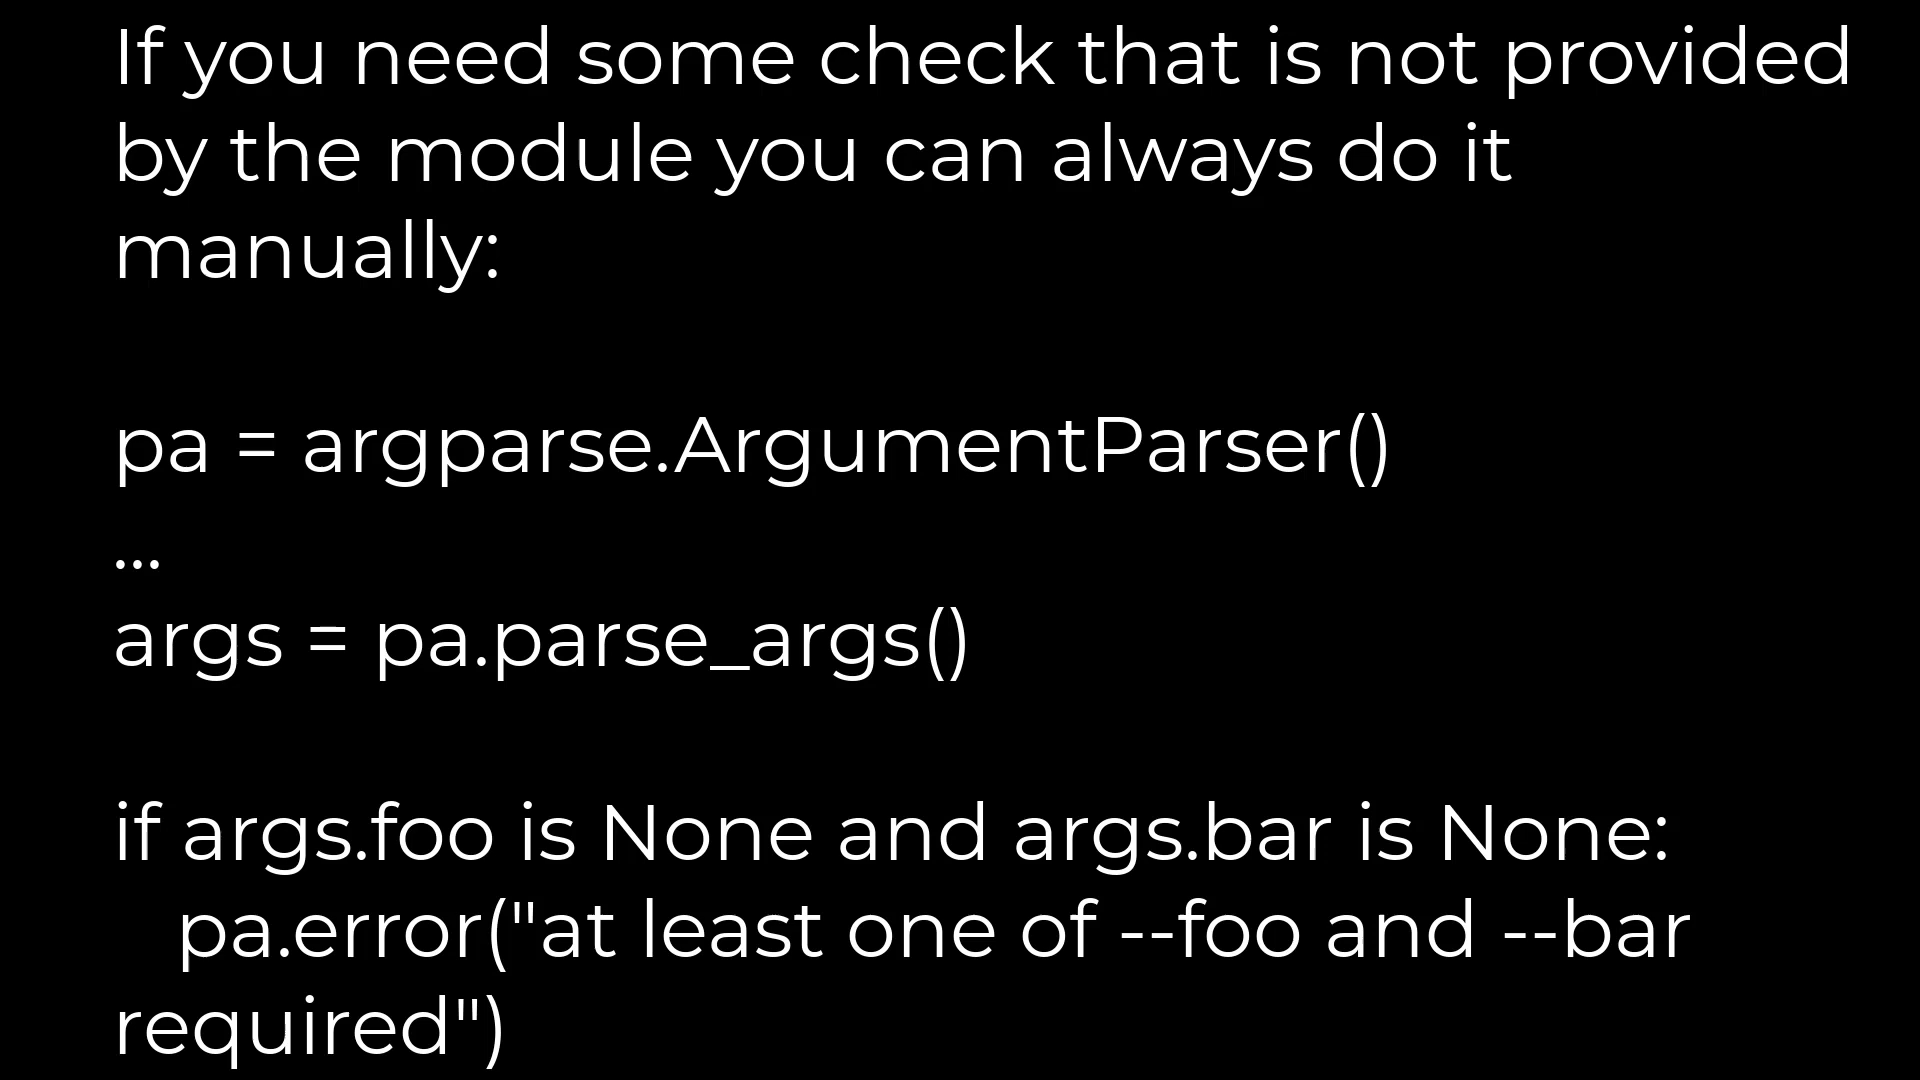 If you need some check that is not provided
by the module you can always do it
manually:
pa = argparse.ArgumentParser()
...
args = pa.parse_args()
if args.foo is None and args.bar is None:
   pa.error("at least one of --foo and --bar
required")